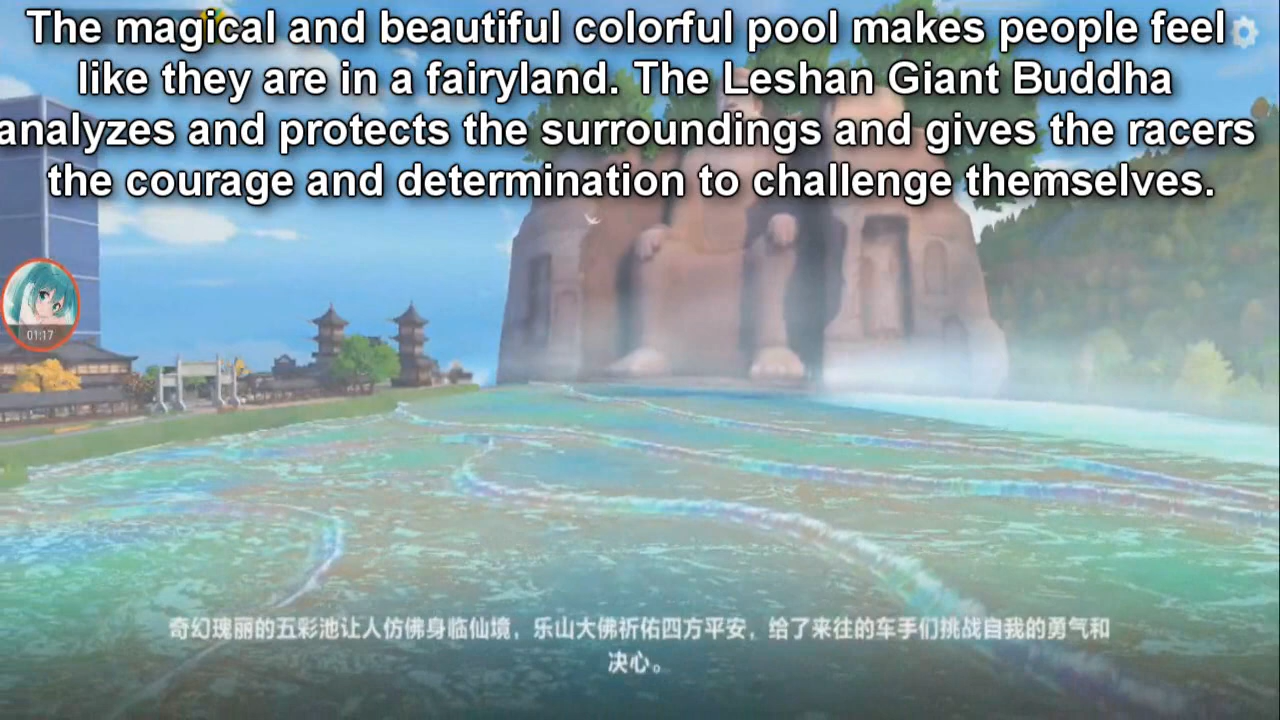 The magical and beautiful colorful pool makes people feel
like they are in a fairyland. The Leshan Giant Buddha
analyzes and protects the surroundings and gives the racers
the courage and determination to challenge themselves.
01:17
奇幻瑰丽的五彩池让人仿佛身临仙境，乐山大佛祈佑四方平安，给了来往的车手们挑战自我的勇气和
决心。